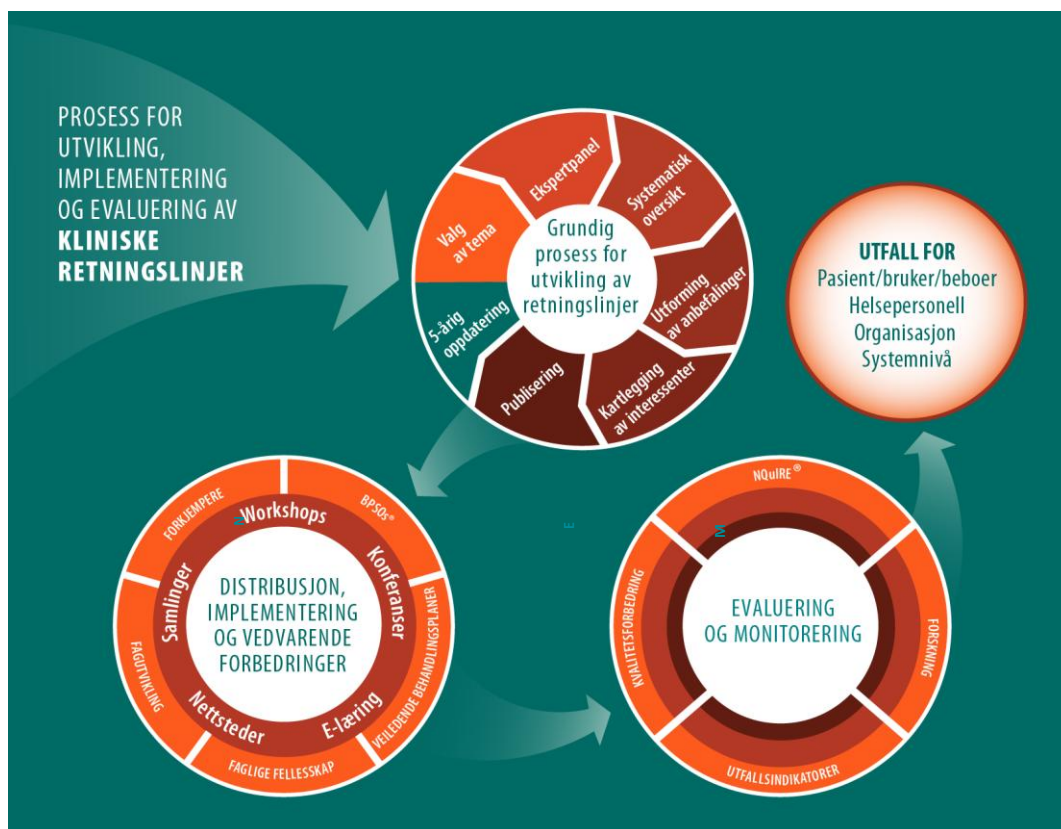 PROSESS FOR
UTVIKLING,
IMPLEMENTERING
OG EVALUERING AV
KLINISKE
RETNINGSLINJER
Valg
av tema
Ekspertpanel
Systematisk
oversikt
Utforming
av anbefalinger
Kartlegging
av interessenter
Publisering
5-årig
oppdatering
Grundig
prosess for
utvikling av
retningslinjer
UTFALL FOR
Pasient/bruker/beboer
Helsepersonell
Organisasjon
Systemnivå
FORKJEMPERE
BPSOs®
VEILEDENDE BEHANDLINGSPLANER
FAGLIGE FELLESSKAP
FAGUTVIKLING
Workshops
Konferanser
E-læring
Nettsteder
Samlinger
N
DISTRIBUSJON,
IMPLEMENTERING
OG VEDVARENDE
FORBEDRINGER
E
NQuIRE®
M
FORSKNING
UTFALLSINDIKATORER
KVALITETSFORBEDRING
EVALUERING
OG MONITORERING